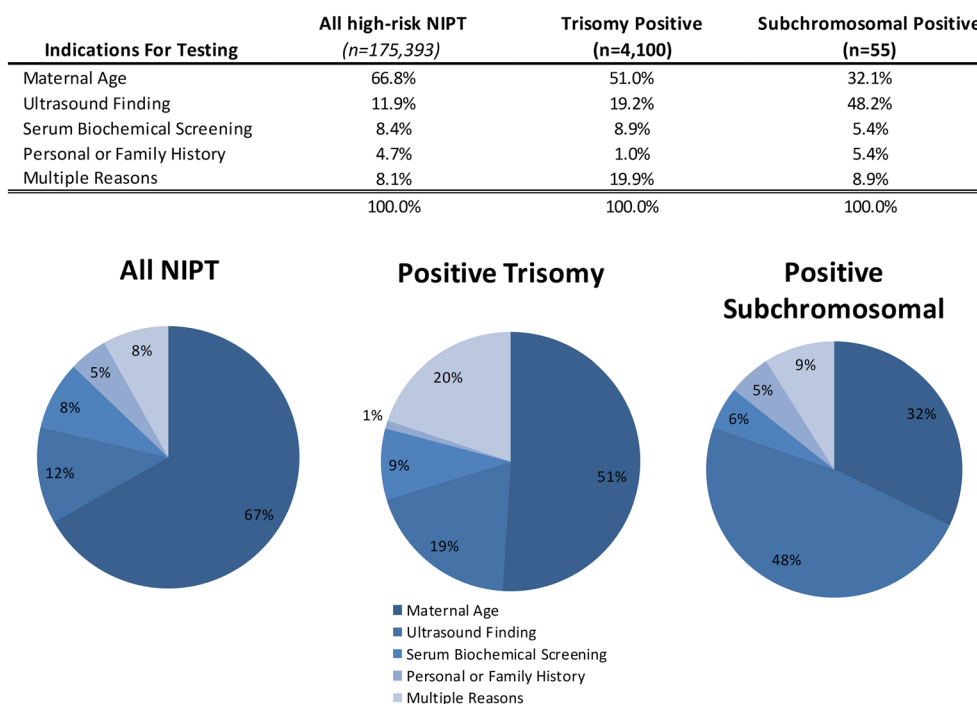 All high-risk NIPT Trisomy Positive Subchromosomal Positive
Indications For Testing (n=175,393) (n=4,100) (n=55)
Maternal Age 66.8% 51.0% 32.1%
Ultrasound Finding 11.9% 19.2% 48.2%
Serum Biochemical Screening 8.4% 8.9% 5.4%
Personal or Family History 4.7% 1.0% 5.4%
Multiple Reasons 8.1% 19.9% 8.9%
100.0% 100.0% 100.0%
All NIPT
8%
5%
8%
12%
67%
Positive Trisomy
20%
1%
9%
19%
51%
Positive
Subchromosomal
9%
5%
6%
32%
48%
Maternal Age
Ultrasound Finding
Serum Biochemical Screening
Personal or Family History
Multiple Reasons